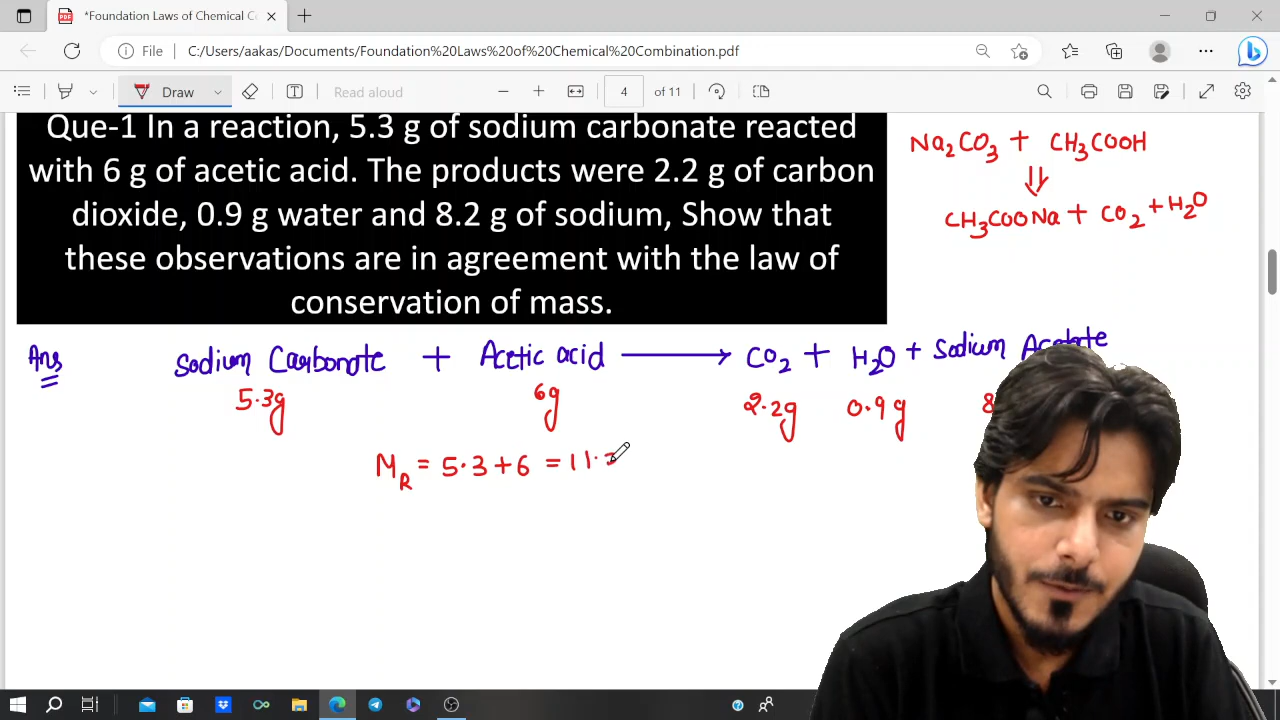 *Foundation Laws of Chemical C
File C:/Users/aakas/Documents/Foundation%20Laws%20of%20Chemical%20Combination.pdf
Draw Read aloud 4 of 11
Que-1 In a reaction, 5.3 g of sodium carbonate reacted
with 6 g of acetic acid. The products were 2.2 g of carbon
dioxide, 0.9 g water and 8.2 g of sodium, Show that
these observations are in agreement with the law of
conservation of mass.
Na₂CO₃ + CH₃COOH
⇓
CH₃COONa + CO₂ + H₂O
Ans Sodium Carbonate + Acetic acid ⟶ CO₂ + H₂O + Sodium Acetate
5.3g 6g 2.2g 0.9g 8
M_R = 5.3 + 6 = 11.